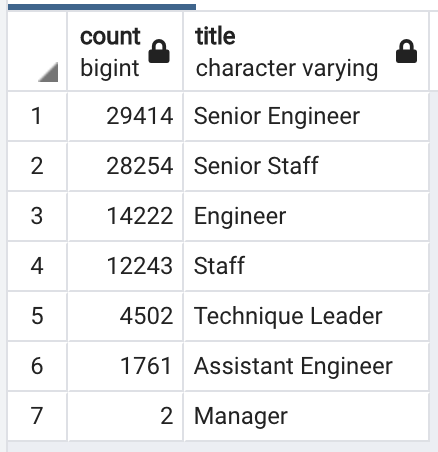 count title
bigint character varying
1 29414 Senior Engineer
2 28254 Senior Staff
3 14222 Engineer
4 12243 Staff
5 4502 Technique Leader
6 1761 Assistant Engineer
7 2 Manager